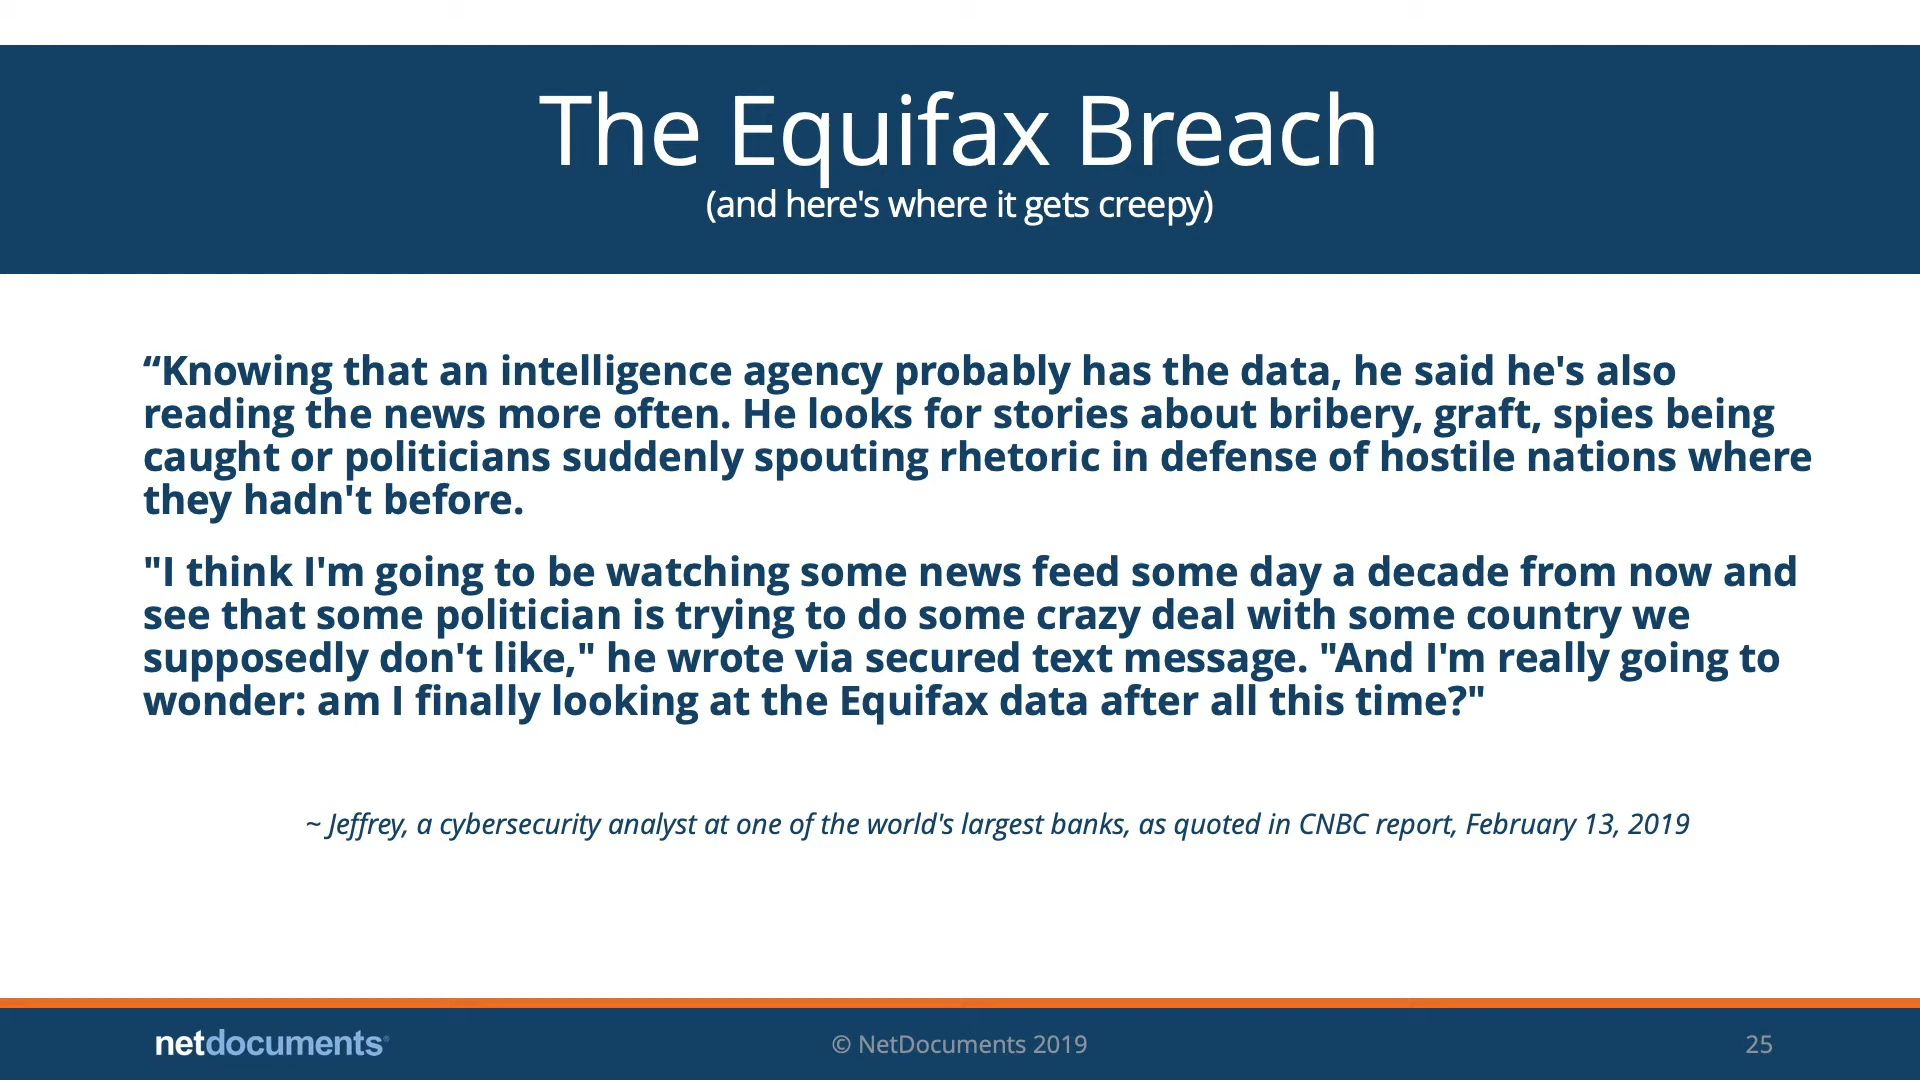 The Equifax Breach
(and here's where it gets creepy)
“Knowing that an intelligence agency probably has the data, he said he's also
reading the news more often. He looks for stories about bribery, graft, spies being
caught or politicians suddenly spouting rhetoric in defense of hostile nations where
they hadn't before.
"I think I'm going to be watching some news feed some day a decade from now and
see that some politician is trying to do some crazy deal with some country we
supposedly don't like," he wrote via secured text message. "And I'm really going to
wonder: am I finally looking at the Equifax data after all this time?"
~ Jeffrey, a cybersecurity analyst at one of the world's largest banks, as quoted in CNBC report, February 13, 2019
netdocuments®
© NetDocuments 2019
25